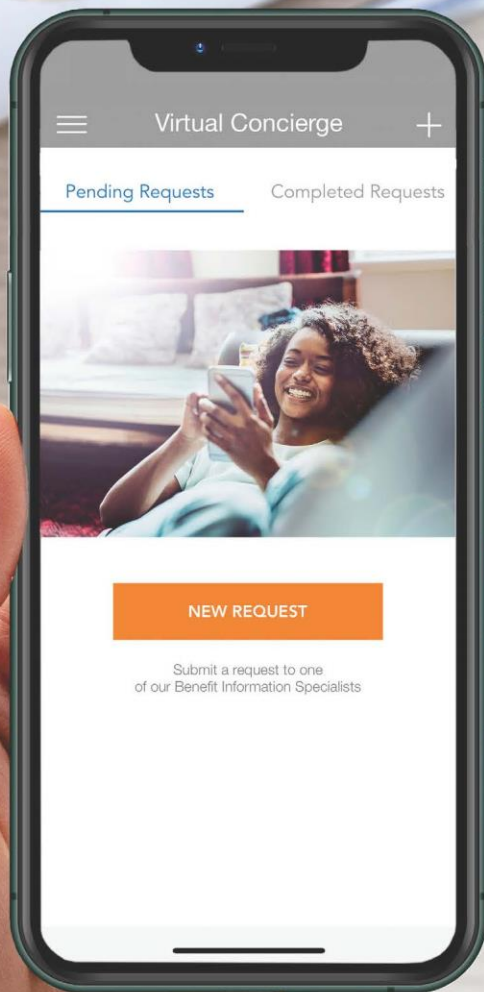 Virtual Concierge
Pending Requests Completed Requests
NEW REQUEST
Submit a request to one
of our Benefit Information Specialists